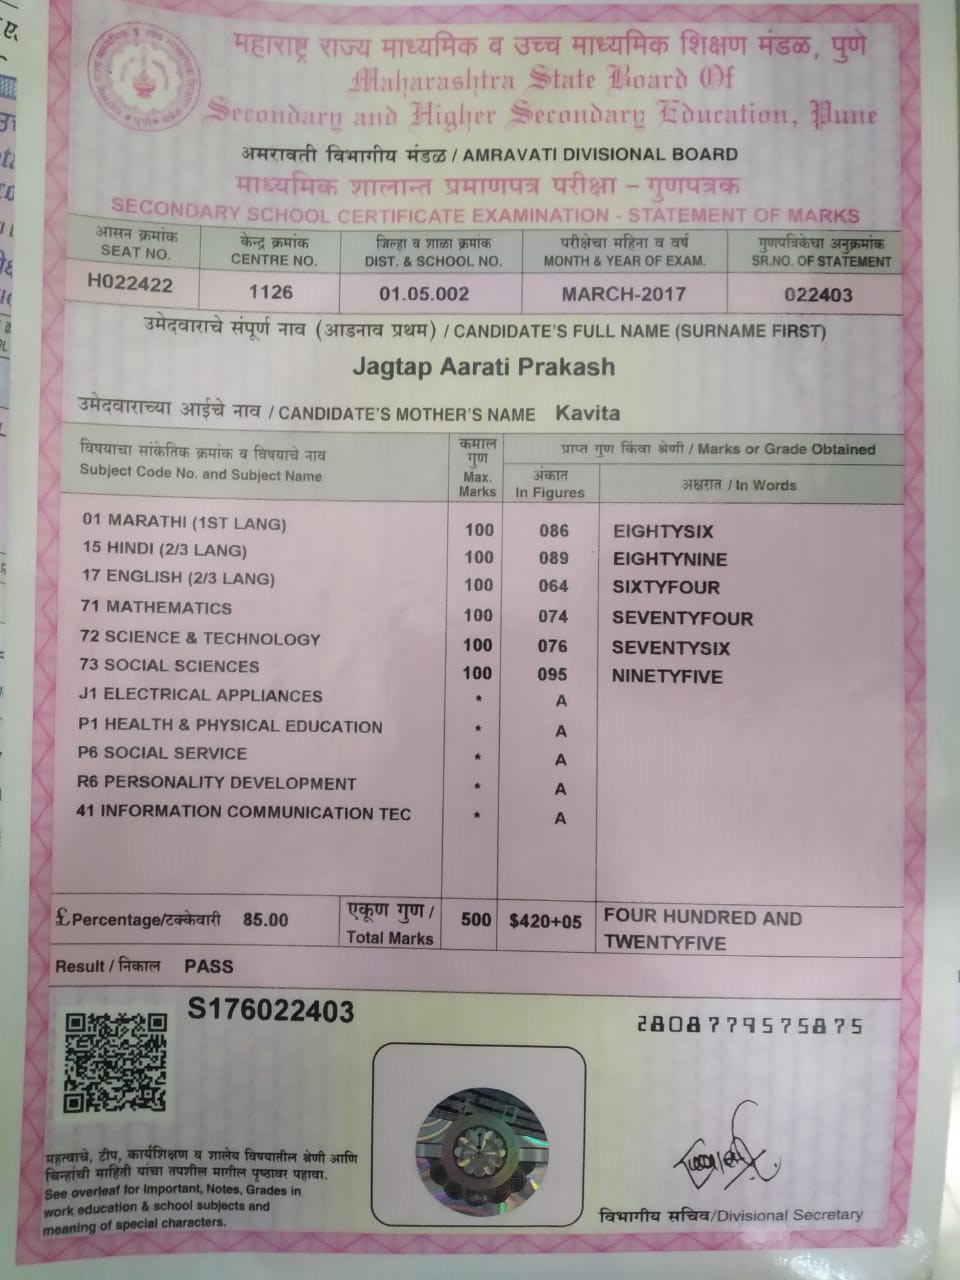 महाराष्ट्र राज्य माध्यमिक व उच्च माध्यमिक शिक्षण मंडळ, पुणे
Maharashtra State Board Of
Secondary and Higher Secondary Education, Pune
अमरावती विभागीय मंडळ / AMRAVATI DIVISIONAL BOARD
माध्यमिक शालान्त प्रमाणपत्र परीक्षा – गुणपत्रक
SECONDARY SCHOOL CERTIFICATE EXAMINATION - STATEMENT OF MARKS
आसन क्रमांक केन्द्र क्रमांक जिल्हा व शाळा क्रमांक परीक्षेचा महिना व वर्ष गुणपत्रिकेचा अनुक्रमांक
SEAT NO. CENTRE NO. DIST. & SCHOOL NO. MONTH & YEAR OF EXAM. SR.NO. OF STATEMENT
H022422 1126 01.05.002 MARCH-2017 022403
उमेदवाराचे संपूर्ण नाव (आडनाव प्रथम) / CANDIDATE'S FULL NAME (SURNAME FIRST)
Jagtap Aarati Prakash
उमेदवाराच्या आईचे नाव / CANDIDATE'S MOTHER'S NAME Kavita
विषयाचा सांकेतिक क्रमांक व विषयाचे नाव
Subject Code No. and Subject Name
कमाल
गुण
Max.
Marks
प्राप्त गुण किंवा श्रेणी / Marks or Grade Obtained
अंकात
In Figures
अक्षरात / In Words
01 MARATHI (1ST LANG) 100 086 EIGHTYSIX
15 HINDI (2/3 LANG) 100 089 EIGHTYNINE
17 ENGLISH (2/3 LANG) 100 064 SIXTYFOUR
71 MATHEMATICS 100 074 SEVENTYFOUR
72 SCIENCE & TECHNOLOGY 100 076 SEVENTYSIX
73 SOCIAL SCIENCES 100 095 NINETYFIVE
J1 ELECTRICAL APPLIANCES * A
P1 HEALTH & PHYSICAL EDUCATION * A
P6 SOCIAL SERVICE * A
R6 PERSONALITY DEVELOPMENT * A
41 INFORMATION COMMUNICATION TEC * A
£ Percentage/टक्केवारी 85.00
एकूण गुण /
Total Marks
500 $420+05
FOUR HUNDRED AND
TWENTYFIVE
Result / निकाल PASS
S176022403
2808779575875
महत्वाचे, टीप, कार्यशिक्षण व शालेय विषयातील श्रेणी आणि
चिन्हांची माहिती यांचा तपशील मागील पृष्ठावर पहावा.
See overleaf for Important, Notes, Grades in
work education & school subjects and
meaning of special characters.
विभागीय सचिव/Divisional Secretary